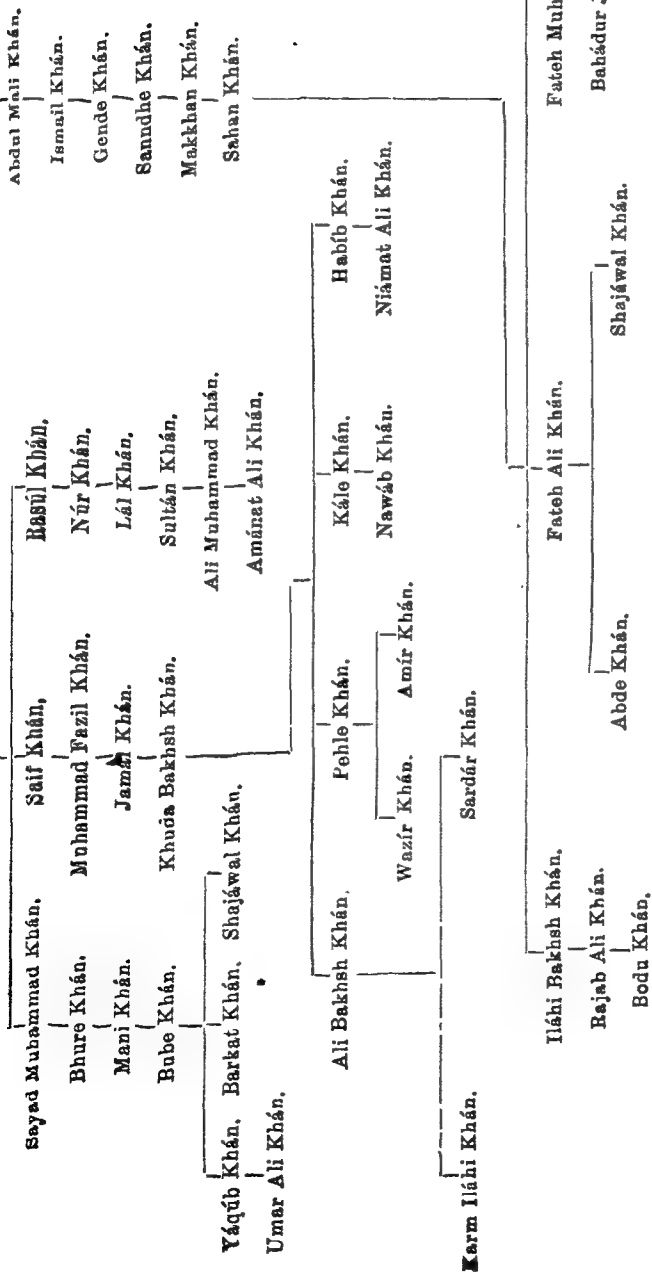 Abdul Mali Khán.
Sayad Muhammad Khán. Saif Khán, Rasúl Khán.
Ismail Khán.
Bhure Khán. Muhammad Fazil Khán. Núr Khán.
Gende Khán.
Mani Khán. Jamál Khán. Lál Khán.
Sanndhe Khán.
Bube Khán. Khuda Bakhsh Khán. Sultán Khán.
Makkhan Khán.
Ali Muhammad Khán.
Sahan Khán.
Yáqúb Khán. Barkat Khán. Shajáwal Khán.
Amánat Ali Khán.
Umar Ali Khán.
Ali Bakhsh Khán. Pehle Khán. Kále Khán. Habíb Khán.
Nawáb Khán. Niámat Ali Khán.
Wazír Khán. Amír Khán.
Karm Iláhi Khán. Sardár Khán.
Iláhi Bakhsh Khán. Fateh Ali Khán. Fateh Muh
Rajab Ali Khán. Bahádur
Abde Khán. Shajáwal Khán.
Bodu Khán.